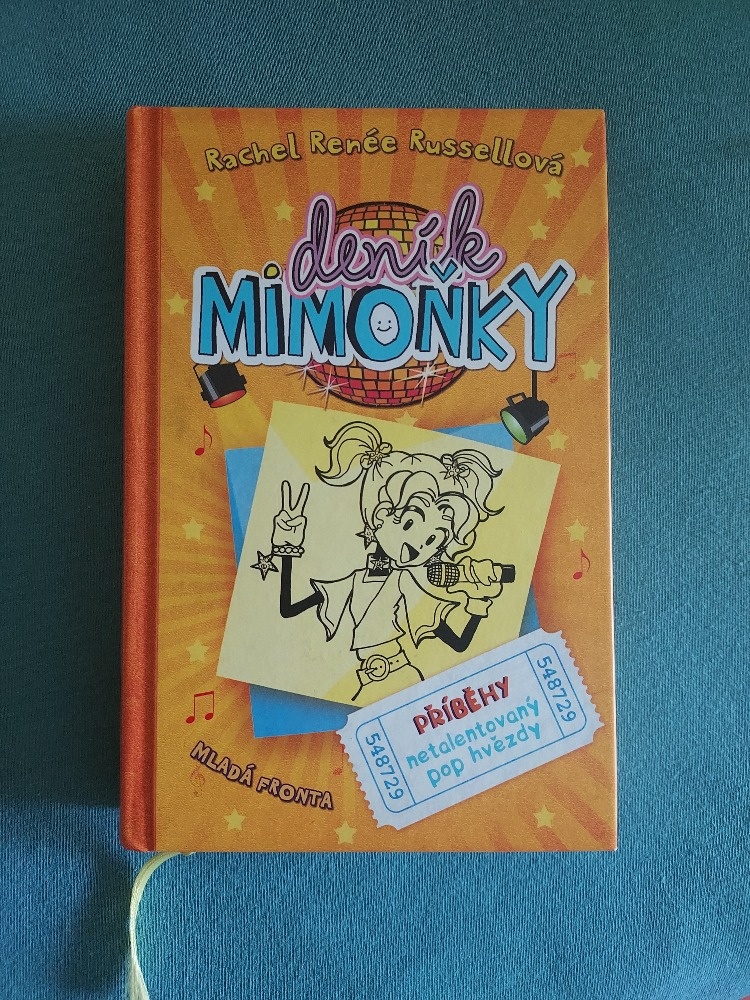 Rachel Renée Russellová
deník
MIMOŇKY
PŘÍBĚHY
netalentovaný
pop hvězdy
548729
548729
MLADÁ FRONTA